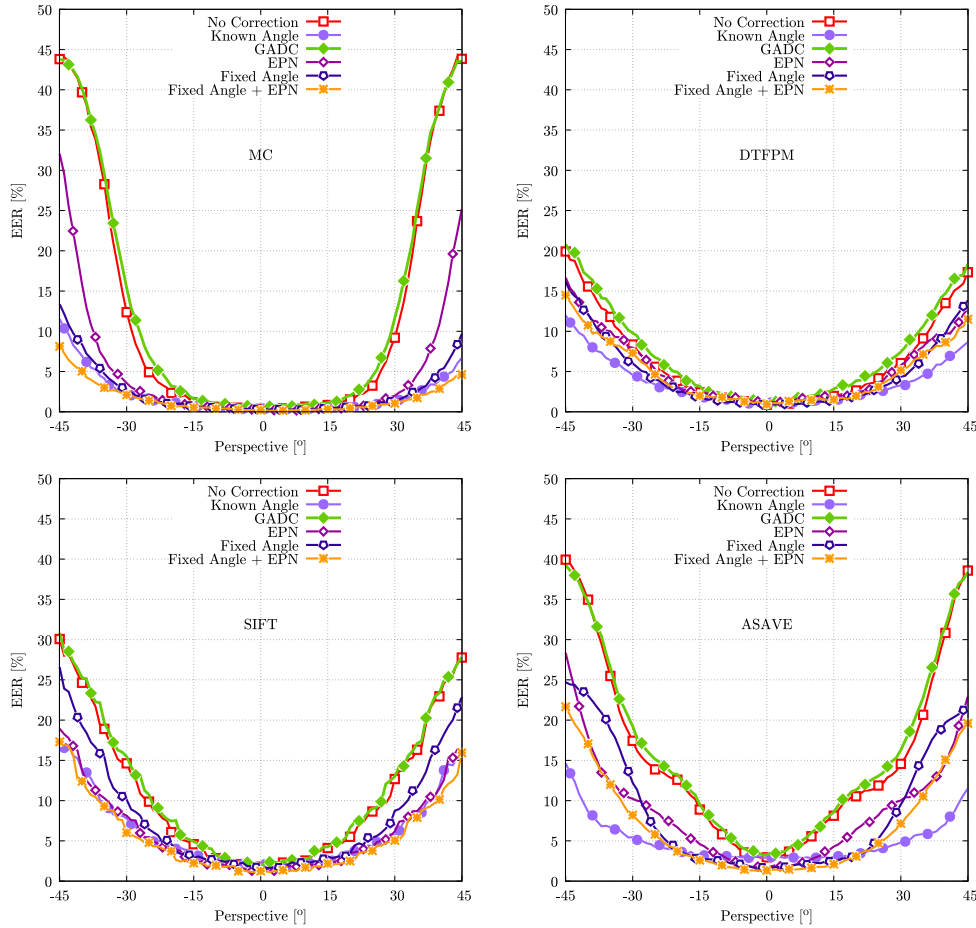 50
45
40
35
30
25
20
15
10
5
0
EER [%]
-45
-30
-15
0
15
30
45
Perspective [º]
No Correction
Known Angle
GADC
EPN
Fixed Angle
Fixed Angle + EPN
MC
50
45
40
35
30
25
20
15
10
5
0
EER [%]
-45
-30
-15
0
15
30
45
Perspective [º]
No Correction
Known Angle
GADC
EPN
Fixed Angle
Fixed Angle + EPN
DTFPM
50
45
40
35
30
25
20
15
10
5
0
EER [%]
-45
-30
-15
0
15
30
45
Perspective [º]
No Correction
Known Angle
GADC
EPN
Fixed Angle
Fixed Angle + EPN
SIFT
50
45
40
35
30
25
20
15
10
5
0
EER [%]
-45
-30
-15
0
15
30
45
Perspective [º]
No Correction
Known Angle
GADC
EPN
Fixed Angle
Fixed Angle + EPN
ASAVE